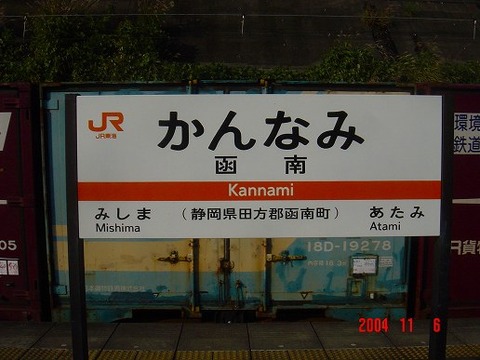 JR
JR東海
かんなみ
函南
Kannami
みしま
Mishima
（静岡県田方郡函南町）
あたみ
Atami
18D-19278
環境
鉄道
05
JR貨物
2004 11 6